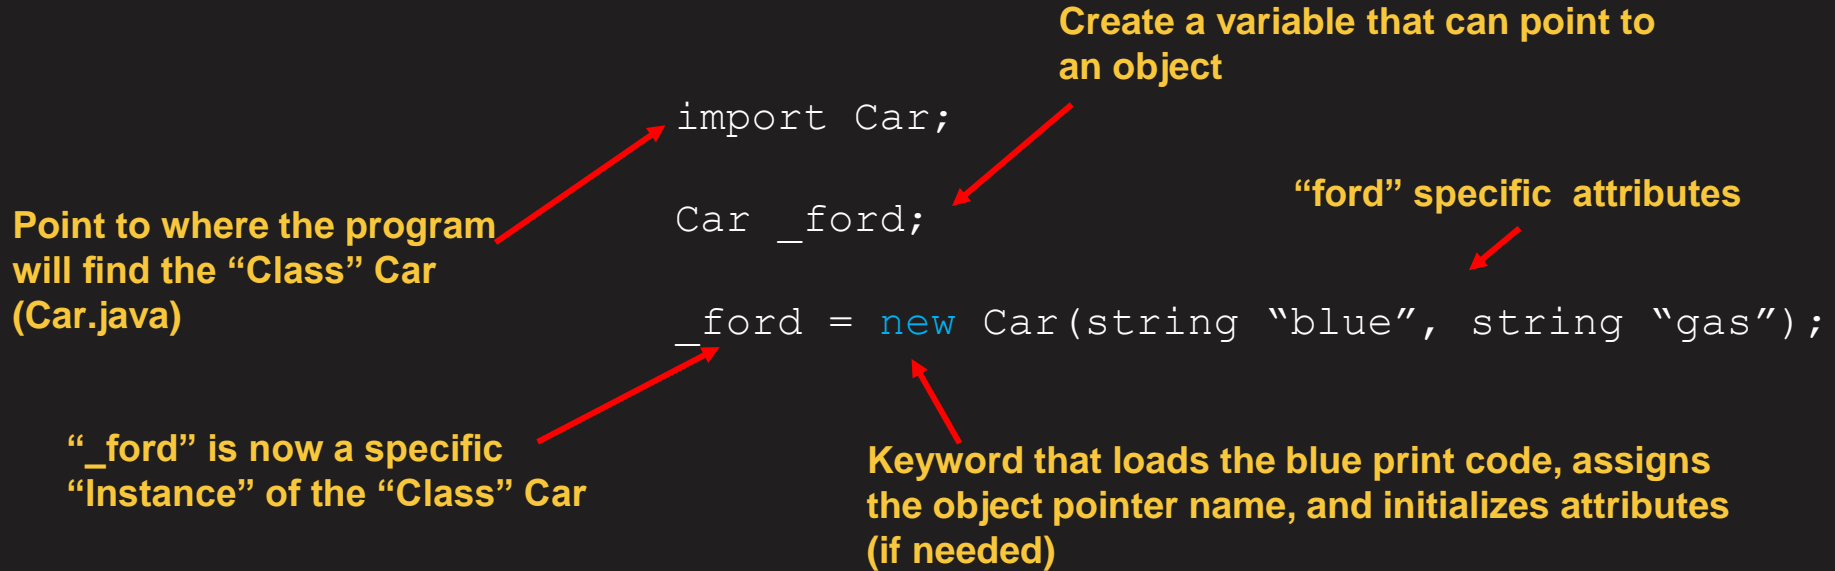 Create a variable that can point to
an object
import Car;
“ford” specific  attributes
Point to where the program
will find the “Class” Car
(Car.java)
Car _ford;
_ford = new Car(string “blue”, string “gas”);
“_ford” is now a specific
“Instance” of the “Class” Car
Keyword that loads the blue print code, assigns
the object pointer name, and initializes attributes
(if needed)